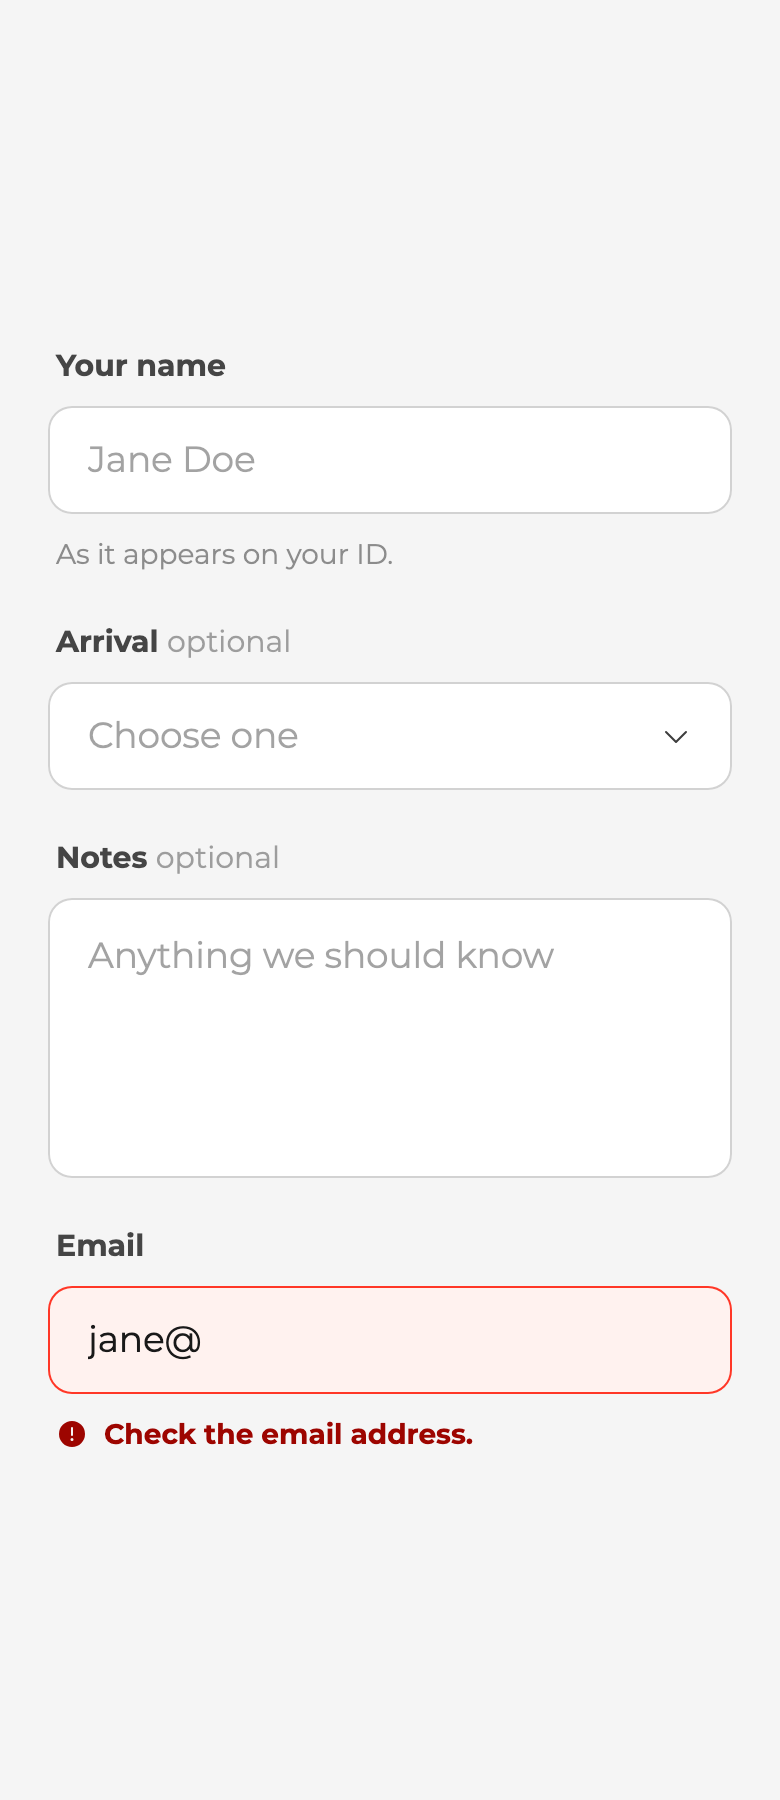 Your name
Jane Doe
As it appears on your ID.
Arrival optional
Choose one
Notes optional
Anything we should know
Email
jane@
Check the email address.